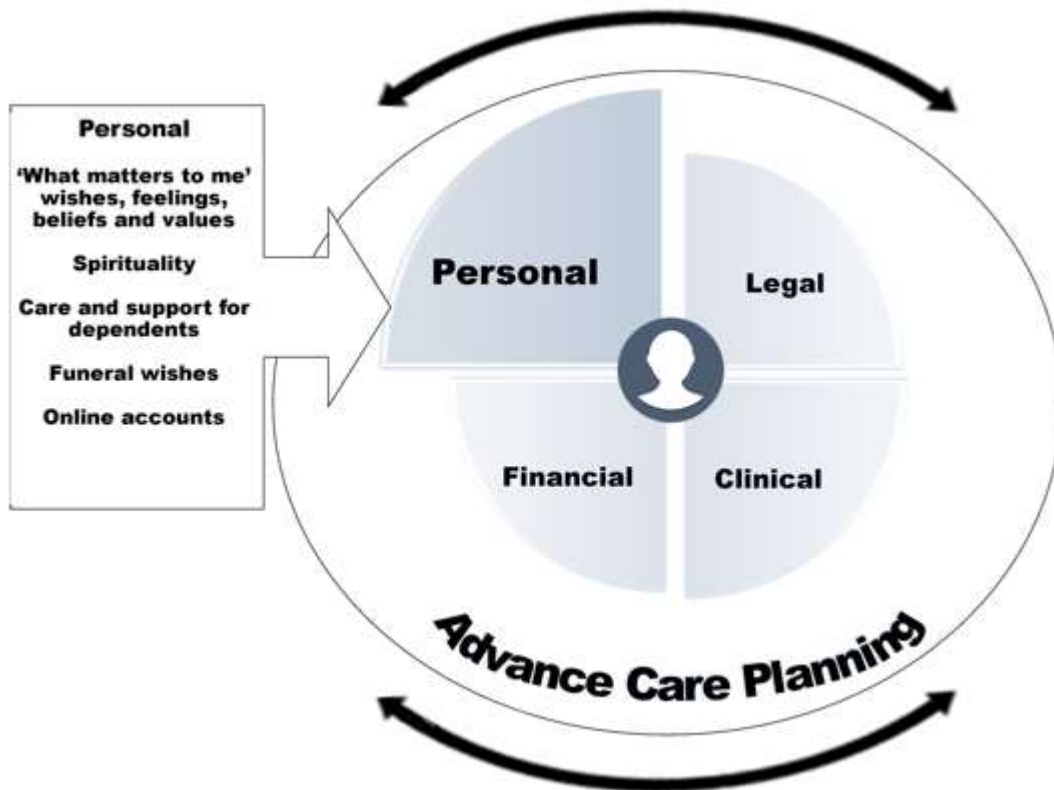 Personal
‘What matters to me’
wishes, feelings,
beliefs and values
Spirituality
Care and support for
dependents
Funeral wishes
Online accounts
Personal
Legal
Financial
Clinical
Advance Care Planning